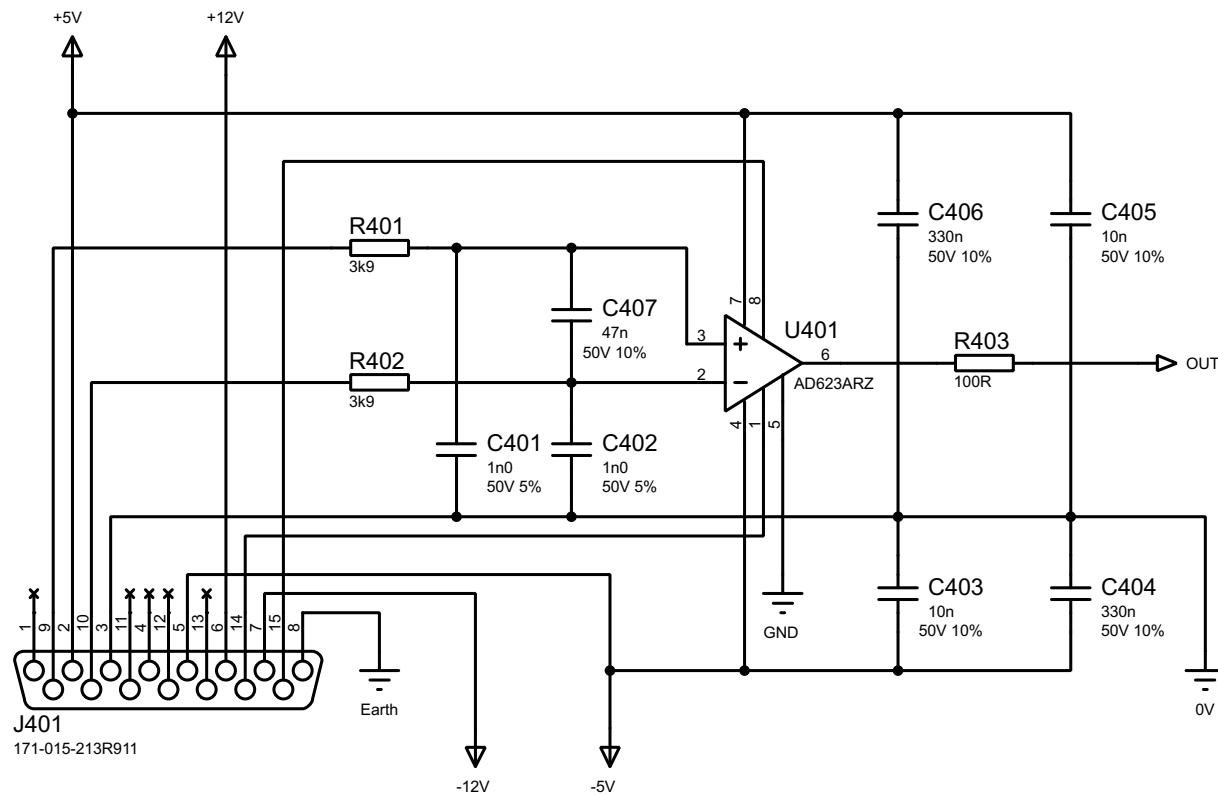 +5V
+12V
R401
3k9
C406
330n
50V 10%
C405
10n
50V 10%
C407
47n
50V 10%
7
8
U401
3
+
6
R403
R402
3k9
2
−
AD623ARZ
100R
OUT
4
1
5
C401
1n0
50V 5%
C402
1n0
50V 5%
C403
10n
50V 10%
C404
330n
50V 10%
GND
1
9
2
10
3
11
4
12
5
13
6
14
7
15
8
Earth
0V
J401
171-015-213R911
-12V
-5V